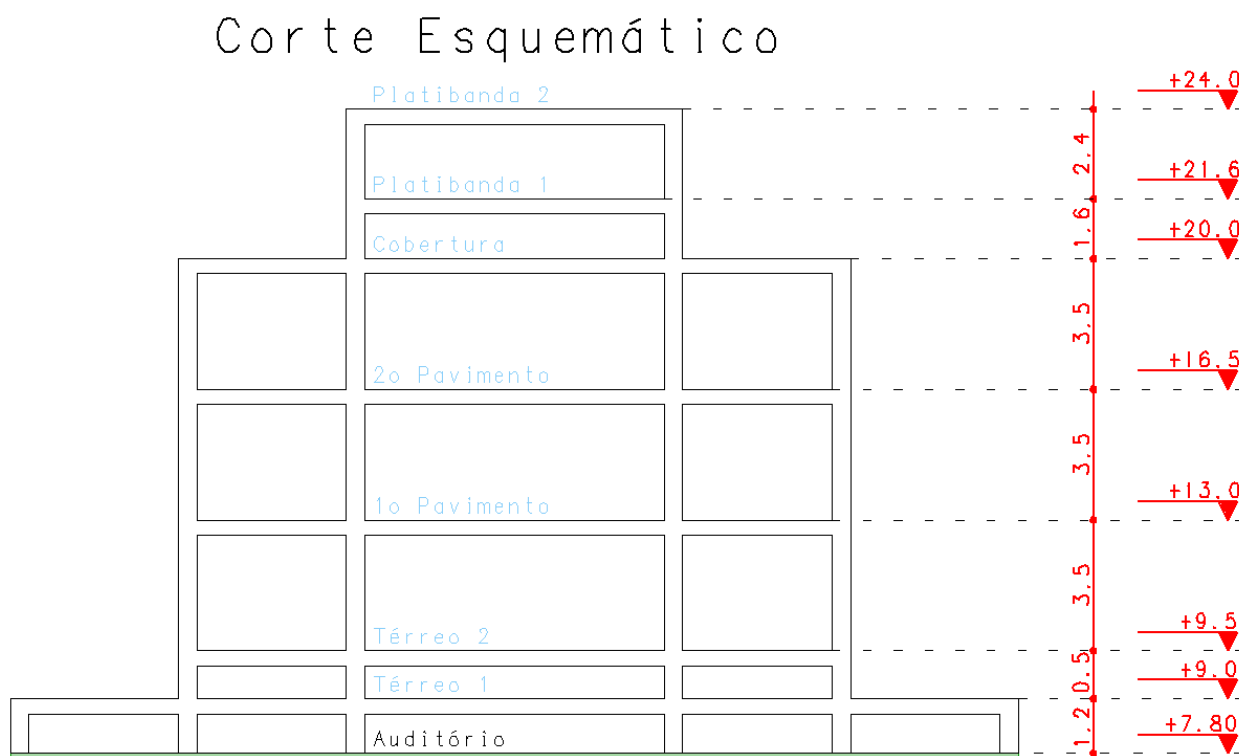 Corte Esquemático
Platibanda 2
+24.0
2.4
Platibanda 1
+21.6
1.6
Cobertura
+20.0
3.5
2o Pavimento
+16.5
3.5
1o Pavimento
+13.0
3.5
Térreo 2
+9.5
0.5
Térreo 1
+9.0
1.2
Auditório
+7.80